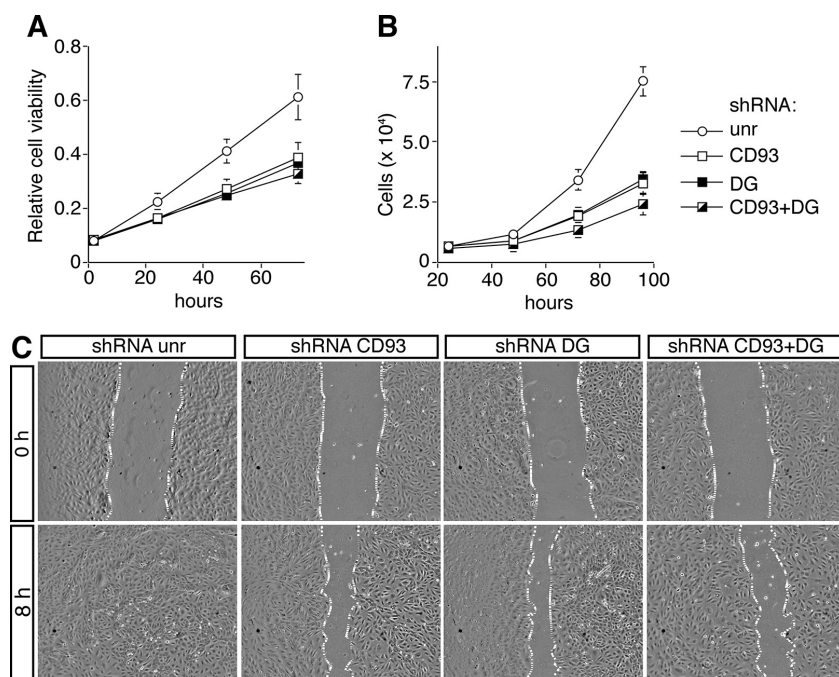 A
Relative cell viability
0.8
0.6
0.4
0.2
0
0 20 40 60
hours
B
Cells (x 10⁴)
7.5
5.0
2.5
0
20 40 60 80 100
hours
shRNA:
unr
CD93
DG
CD93+DG
C
shRNA unr shRNA CD93 shRNA DG shRNA CD93+DG
0 h
8 h